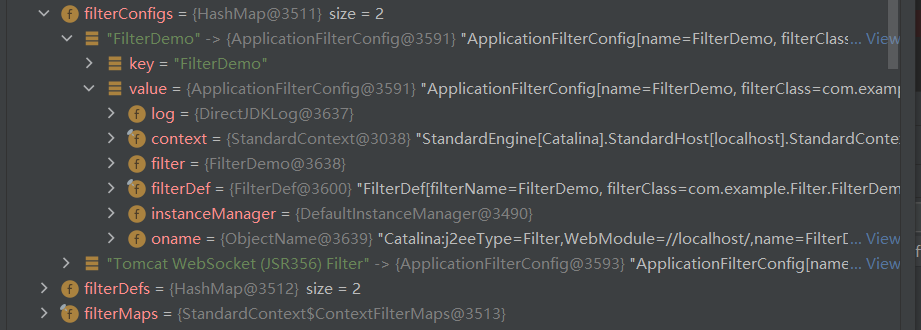 f filterConfigs = {HashMap@3511} size = 2
"FilterDemo" -> {ApplicationFilterConfig@3591} "ApplicationFilterConfig[name=FilterDemo, filterClass... View
key = "FilterDemo"
value = {ApplicationFilterConfig@3591} "ApplicationFilterConfig[name=FilterDemo, filterClass=com.examp
f log = {DirectJDKLog@3637}
f context = {StandardContext@3038} "StandardEngine[Catalina].StandardHost[localhost].StandardConte... View
f filter = {FilterDemo@3638}
f filterDef = {FilterDef@3600} "FilterDef[filterName=FilterDemo, filterClass=com.example.Filter.FilterDem
f instanceManager = {DefaultInstanceManager@3490}
f oname = {ObjectName@3639} "Catalina:j2eeType=Filter,WebModule=//localhost/,name=FilterD... View
"Tomcat WebSocket (JSR356) Filter" -> {ApplicationFilterConfig@3593} "ApplicationFilterConfig[name... View
f filterDefs = {HashMap@3512} size = 2
f filterMaps = {StandardContext$ContextFilterMaps@3513}